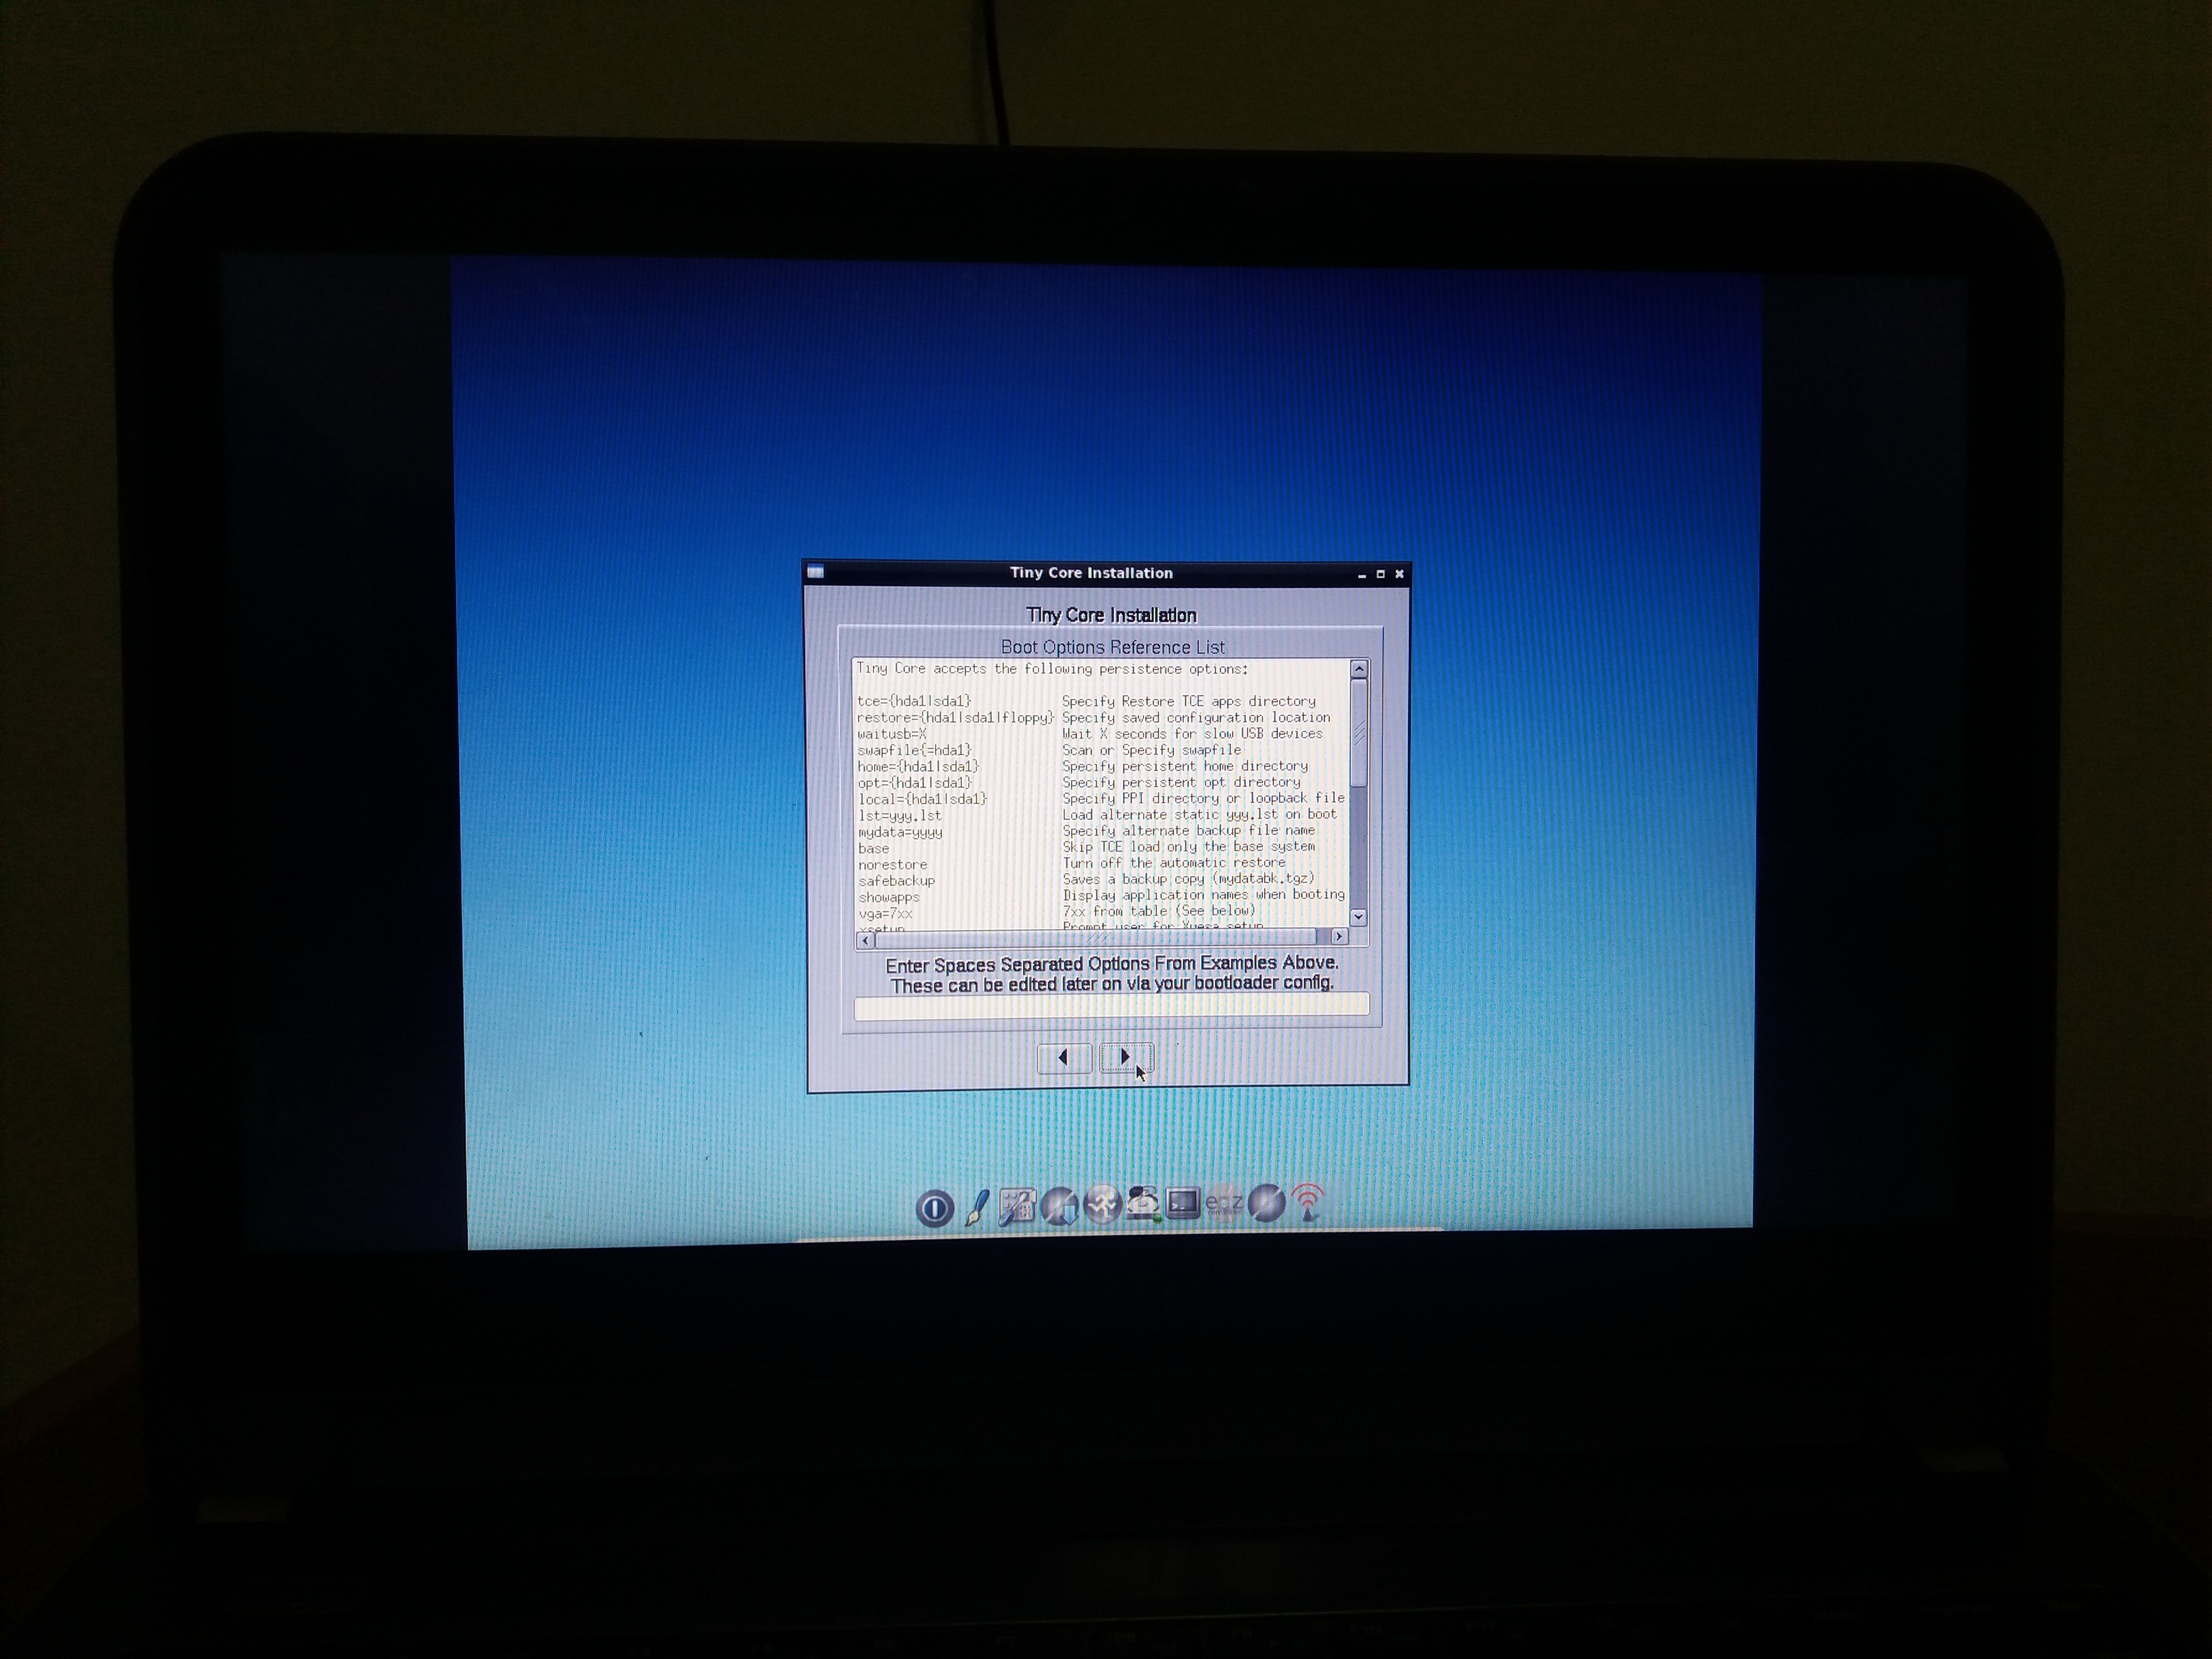 Tiny Core Installation
Tiny Core Installation
Boot Options Reference List
Tiny Core accepts the following persistence options:
tce={hda1|sda1} Specify Restore TCE apps directory
restore={hda1|sda1|floppy} Specify saved configuration location
waitusb=X Wait X seconds for slow USB devices
swapfile{=hda1} Scan or Specify swapfile
home={hda1|sda1} Specify persistent home directory
opt={hda1|sda1} Specify persistent opt directory
local={hda1|sda1} Specify PPI directory or loopback file
lst=yyy.lst Load alternate static yyy.lst on boot
mydata=yyyy Specify alternate backup file name
base Skip TCE load only the base system
norestore Turn off the automatic restore
safebackup Saves a backup copy (mydatabk.tgz)
showapps Display application names when booting
vga=7xx 7xx from table (See below)
xsetup Prompt user for Xvesa setup
Enter Spaces Separated Options From Examples Above.
These can be edited later on via your bootloader config.